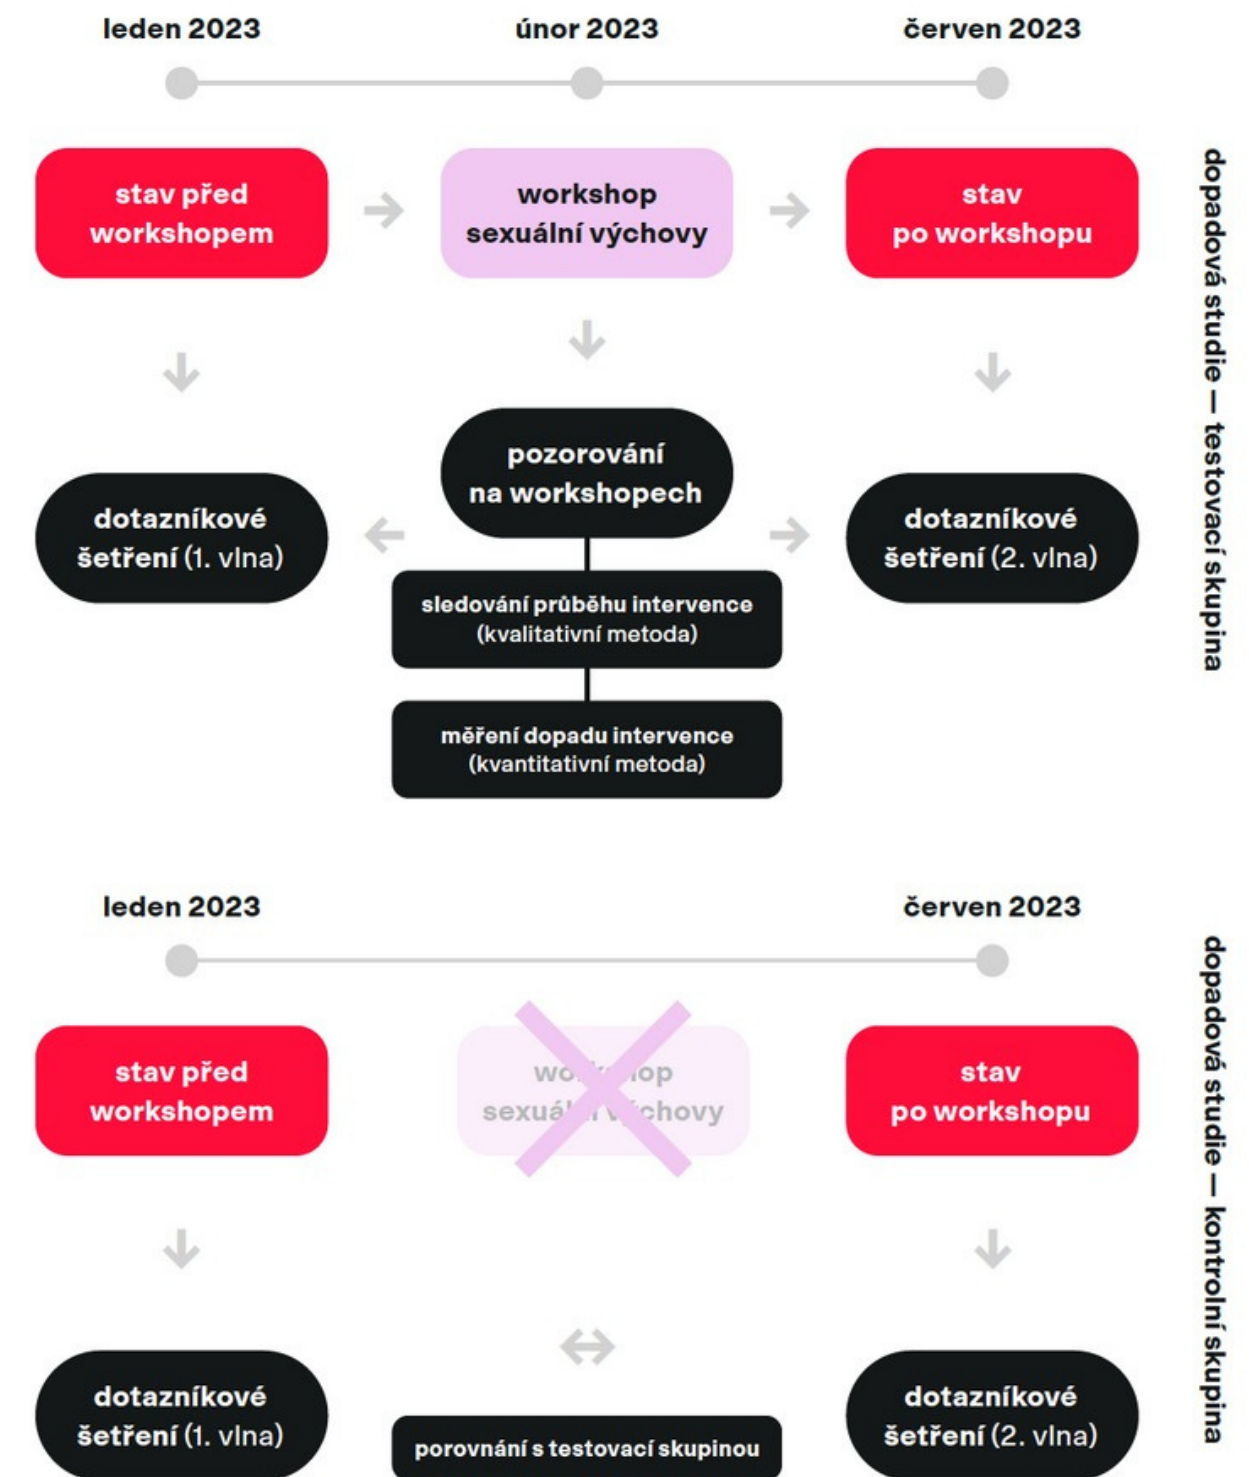 leden 2023
únor 2023
červen 2023
stav před
workshopem
workshop
sexuální výchovy
stav
po workshopu
dotazníkové
šetření (1. vlna)
pozorování
na workshopech
dotazníkové
šetření (2. vlna)
sledování průběhu intervence
(kvalitativní metoda)
měření dopadu intervence
(kvantitativní metoda)
dopadová studie — testovací skupina
leden 2023
červen 2023
stav před
workshopem
workshop
sexuální výchovy
stav
po workshopu
dotazníkové
šetření (1. vlna)
porovnání s testovací skupinou
dotazníkové
šetření (2. vlna)
dopadová studie — kontrolní skupina